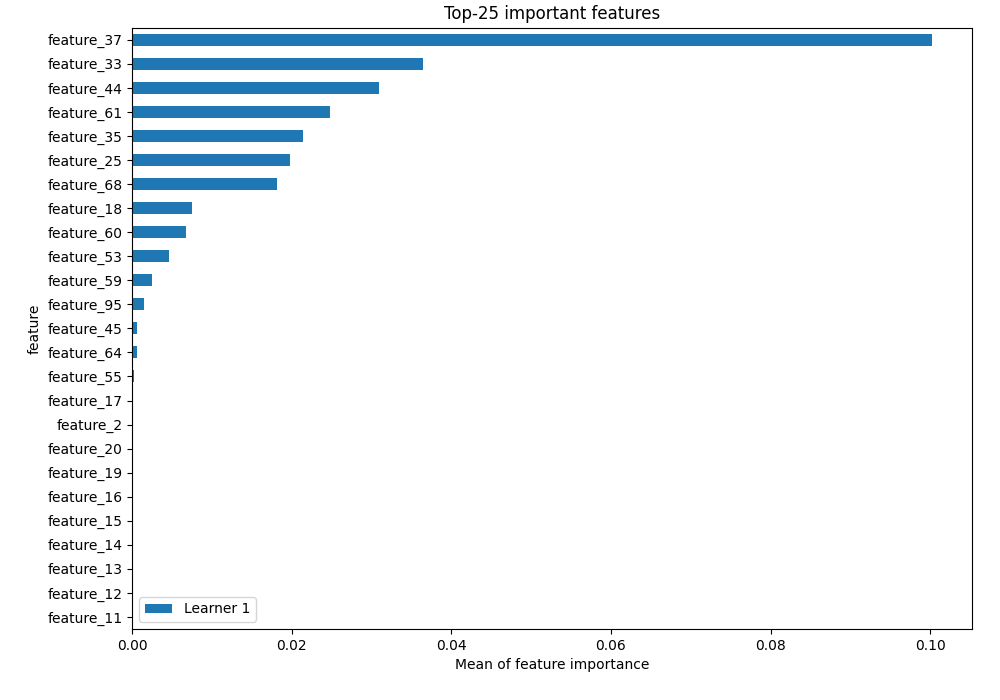 Top-25 important features
feature_37
feature_33
feature_44
feature_61
feature_35
feature_25
feature_68
feature_18
feature_60
feature_53
feature_59
feature_95
feature_45
feature_64
feature_55
feature_17
feature_2
feature_20
feature_19
feature_16
feature_15
feature_14
feature_13
feature_12
feature_11
feature
Learner 1
0.00 0.02 0.04 0.06 0.08 0.10
Mean of feature importance